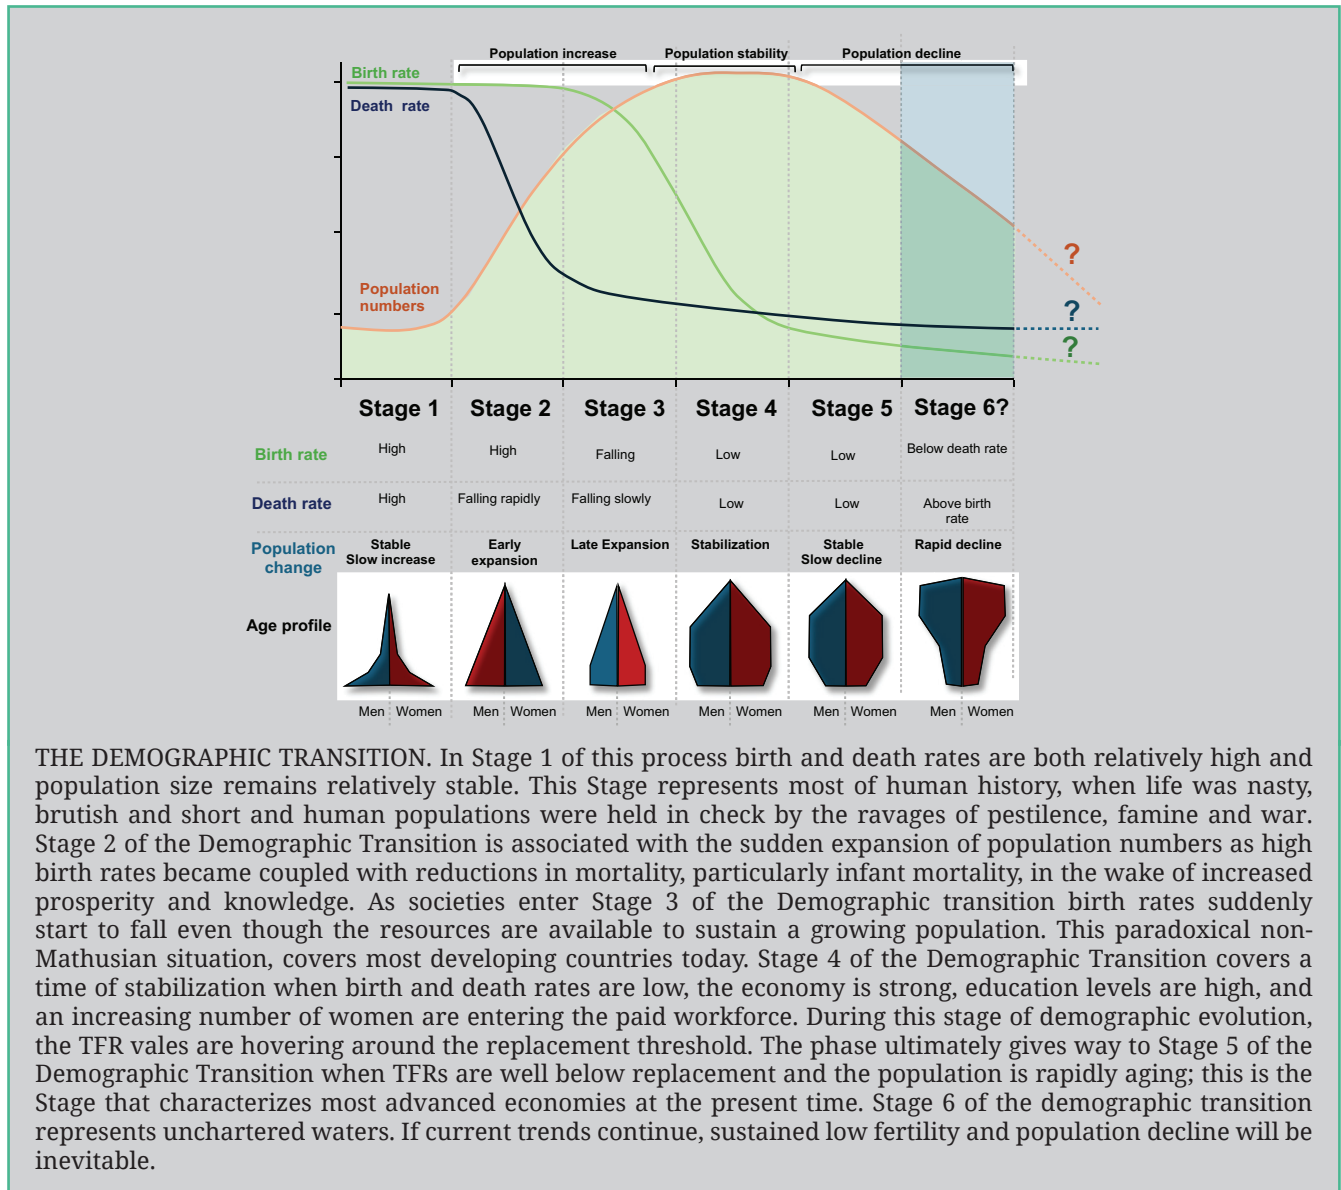 Population increase Population stability Population decline
Birth rate
Death rate
Population
numbers
?
?
?
Stage 1 Stage 2 Stage 3 Stage 4 Stage 5 Stage 6?
Birth rate High High Falling Low Low Below death rate
Death rate High Falling rapidly Falling slowly Low Low Above birth
rate
Population
change
Stable
Slow increase
Early
expansion
Late Expansion
Stabilization
Stable
Slow decline
Rapid decline
Age profile
Men Women Men Women Men Women Men Women Men Women Men Women
THE DEMOGRAPHIC TRANSITION. In Stage 1 of this process birth and death rates are both relatively high and
population size remains relatively stable. This Stage represents most of human history, when life was nasty,
brutish and short and human populations were held in check by the ravages of pestilence, famine and war.
Stage 2 of the Demographic Transition is associated with the sudden expansion of population numbers as high
birth rates became coupled with reductions in mortality, particularly infant mortality, in the wake of increased
prosperity and knowledge. As societies enter Stage 3 of the Demographic transition birth rates suddenly
start to fall even though the resources are available to sustain a growing population. This paradoxical non-
Mathusian situation, covers most developing countries today. Stage 4 of the Demographic Transition covers a
time of stabilization when birth and death rates are low, the economy is strong, education levels are high, and
an increasing number of women are entering the paid workforce. During this stage of demographic evolution,
the TFR vales are hovering around the replacement threshold. The phase ultimately gives way to Stage 5 of the
Demographic Transition when TFRs are well below replacement and the population is rapidly aging; this is the
Stage that characterizes most advanced economies at the present time. Stage 6 of the demographic transition
represents unchartered waters. If current trends continue, sustained low fertility and population decline will be
inevitable.